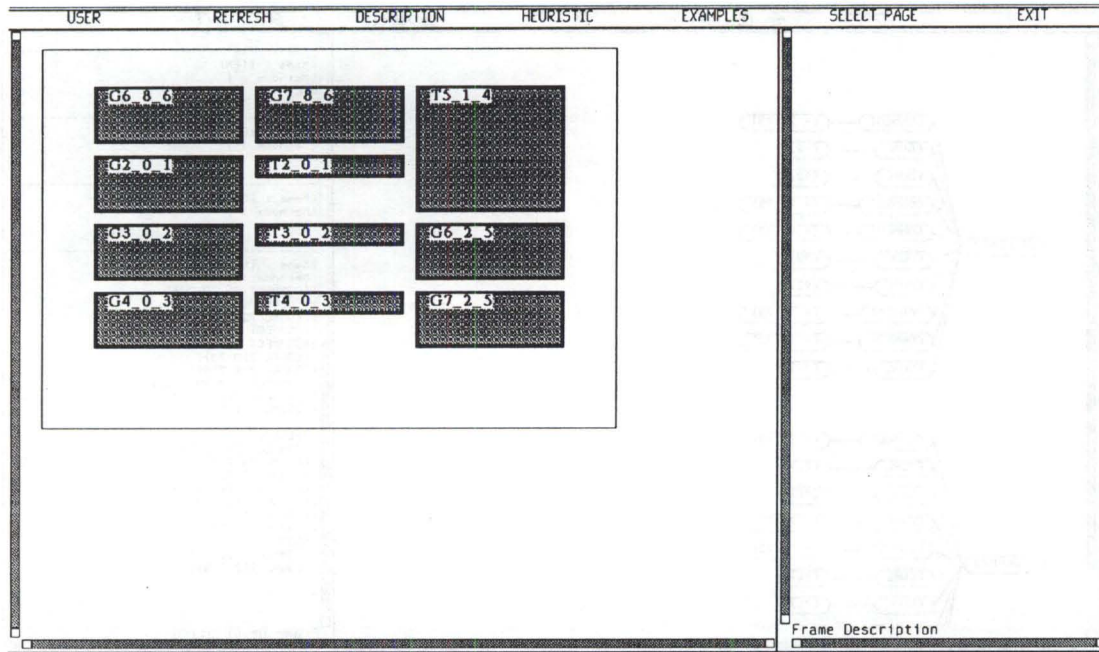 USER REFRESH DESCRIPTION HEURISTIC EXAMPLES SELECT PAGE EXIT
G6_8_6 G7_8_6 T5_1_4
G2_0_1 T2_0_1
G3_0_2 T3_0_2 G6_2_5
G4_0_3 T4_0_3 G7_2_5
Frame Description